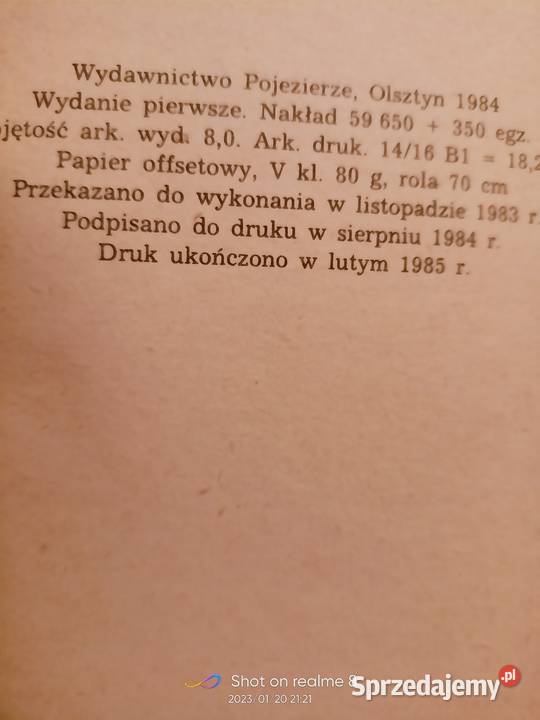 Wydawnictwo Pojezierze, Olsztyn 1984
Wydanie pierwsze. Nakład 59 650 + 350 egz.
jętość ark. wyd. 8,0. Ark. druk. 14/16 B1 = 18,2
Papier offsetowy, V kl. 80 g, rola 70 cm
Przekazano do wykonania w listopadzie 1983 r.
Podpisano do druku w sierpniu 1984 r.
Druk ukończono w lutym 1985 r.
Shot on realme 8
2023.01.20 21:21
Sprzedajemy.pl